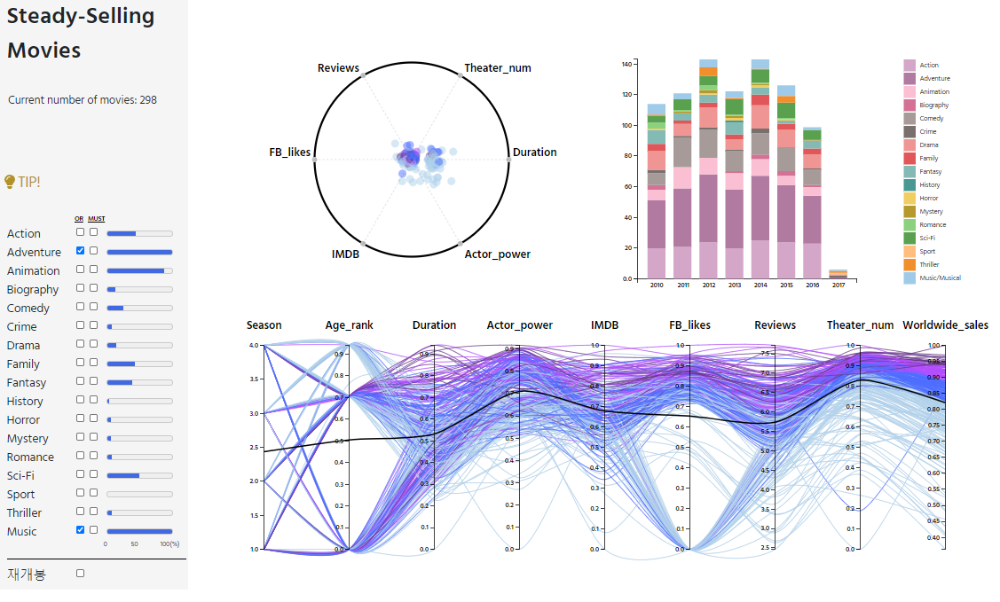 Steady-Selling
Movies
Current number of movies: 298
TIP!
OR MUST
Action
Adventure
Animation
Biography
Comedy
Crime
Drama
Family
Fantasy
History
Horror
Mystery
Romance
Sci-Fi
Sport
Thriller
Music
0 50 100(%)
재개봉
Reviews Theater_num
FB_likes Duration
IMDB Actor_power
140
120
100
80
60
40
20
0.0
2010 2011 2012 2013 2014 2015 2016 2017
Action
Adventure
Animation
Biography
Comedy
Crime
Drama
Family
Fantasy
History
Horror
Mystery
Romance
Sci-Fi
Sport
Thriller
Music/Musical
Season Age_rank Duration Actor_power IMDB FB_likes Reviews Theater_num Worldwide_sales
4.0
3.5
3.0
2.5
2.0
1.5
1.0
0.9
0.8
0.7
0.6
0.5
0.4
0.3
0.2
0.1
0.0
1.0
0.9
0.8
0.7
0.6
0.5
0.4
0.3
0.2
0.1
0.0
0.9
0.8
0.7
0.6
0.5
0.4
0.3
0.2
0.1
0.0
1.0
0.9
0.8
0.7
0.6
0.5
0.4
0.3
0.2
0.1
0.0
1.0
0.9
0.8
0.7
0.6
0.5
0.4
0.3
0.2
0.1
0.0
7.5
7.0
6.5
6.0
5.5
5.0
4.5
4.0
3.5
3.0
2.5
1.0
0.9
0.8
0.7
0.6
0.5
0.4
0.3
0.2
0.1
0.0
1.00
0.95
0.90
0.85
0.80
0.75
0.70
0.65
0.60
0.55
0.50
0.45
0.40